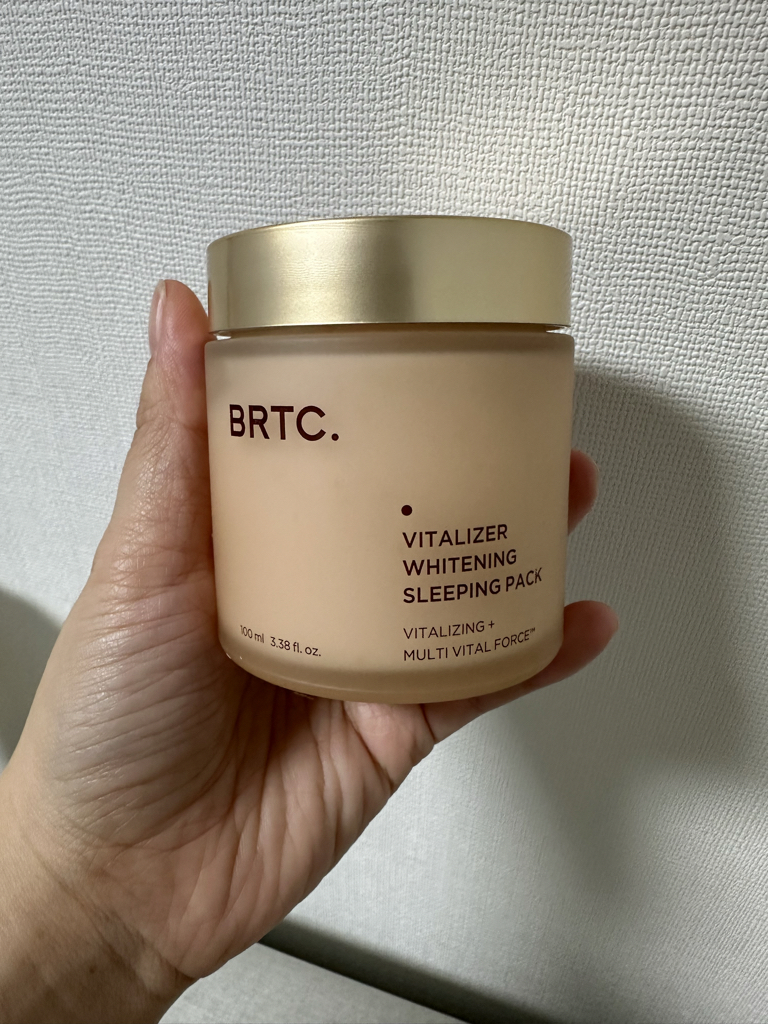 BRTC.
VITALIZER
WHITENING
SLEEPING PACK
VITALIZING +
MULTI VITAL FORCE™
100 ml 3.38 fl. oz.